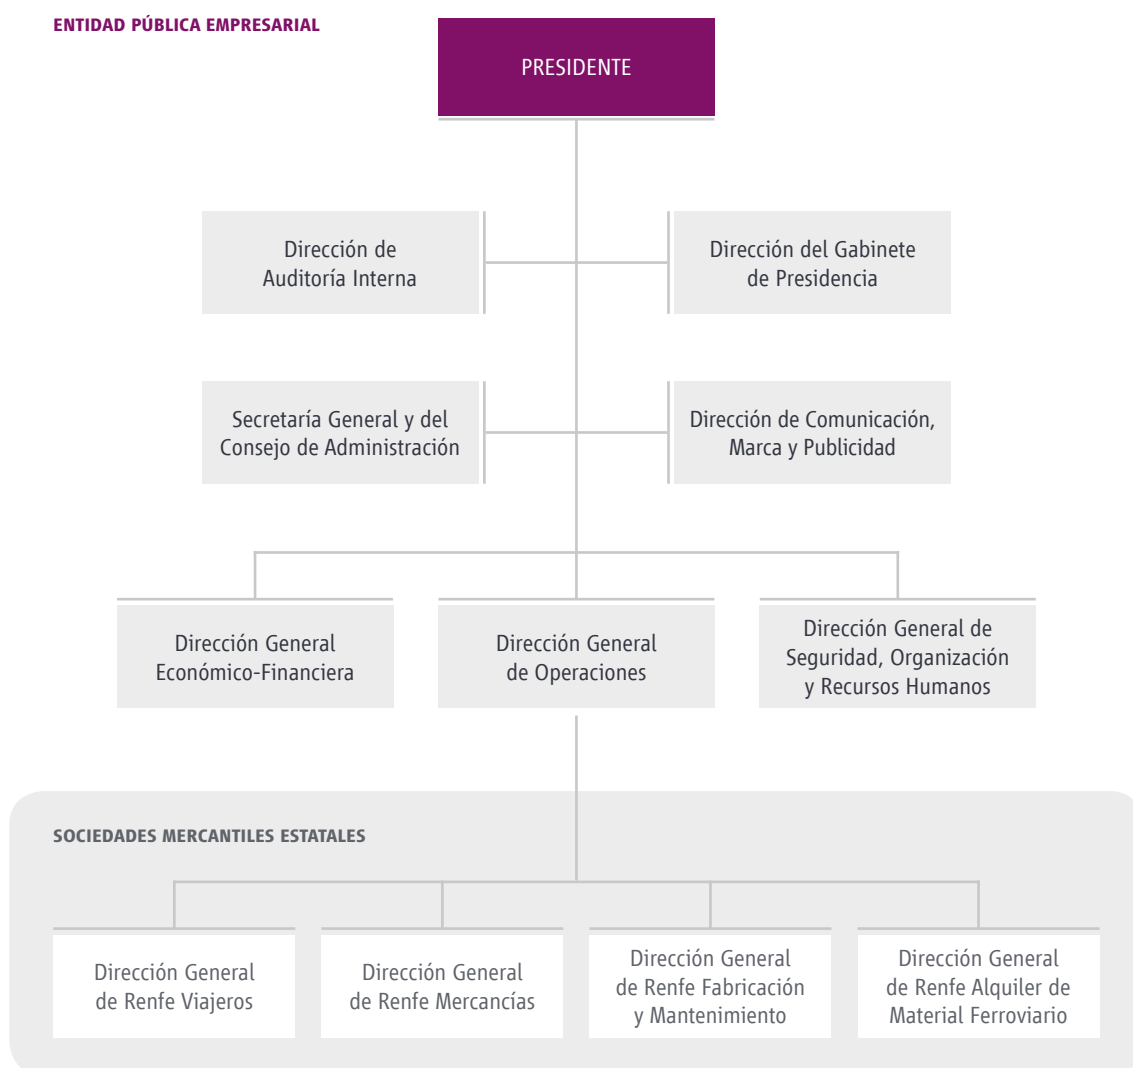 ENTIDAD PÚBLICA EMPRESARIAL
PRESIDENTE
Dirección de
Auditoría Interna
Dirección del Gabinete
de Presidencia
Secretaría General y del
Consejo de Administración
Dirección de Comunicación,
Marca y Publicidad
Dirección General
Económico-Financiera
Dirección General
de Operaciones
Dirección General de
Seguridad, Organización
y Recursos Humanos
SOCIEDADES MERCANTILES ESTATALES
Dirección General
de Renfe Viajeros
Dirección General
de Renfe Mercancías
Dirección General
de Renfe Fabricación
y Mantenimiento
Dirección General
de Renfe Alquiler de
Material Ferroviario